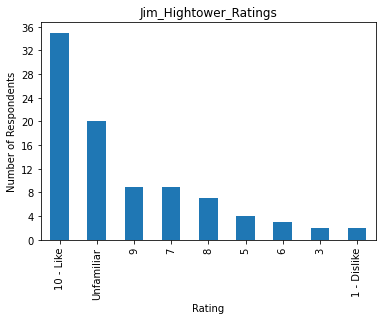 Jim_Hightower_Ratings
Number of Respondents
36
32
28
24
20
16
12
8
4
0
10 - Like
Unfamiliar
9
7
8
5
6
3
1 - Dislike
Rating